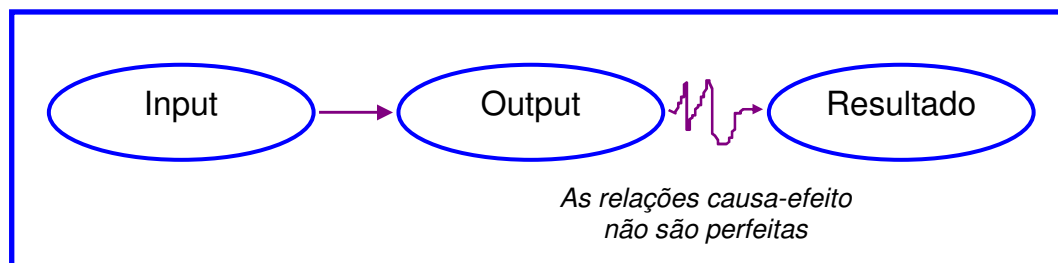 Input
Output
Resultado
As relações causa-efeito
não são perfeitas